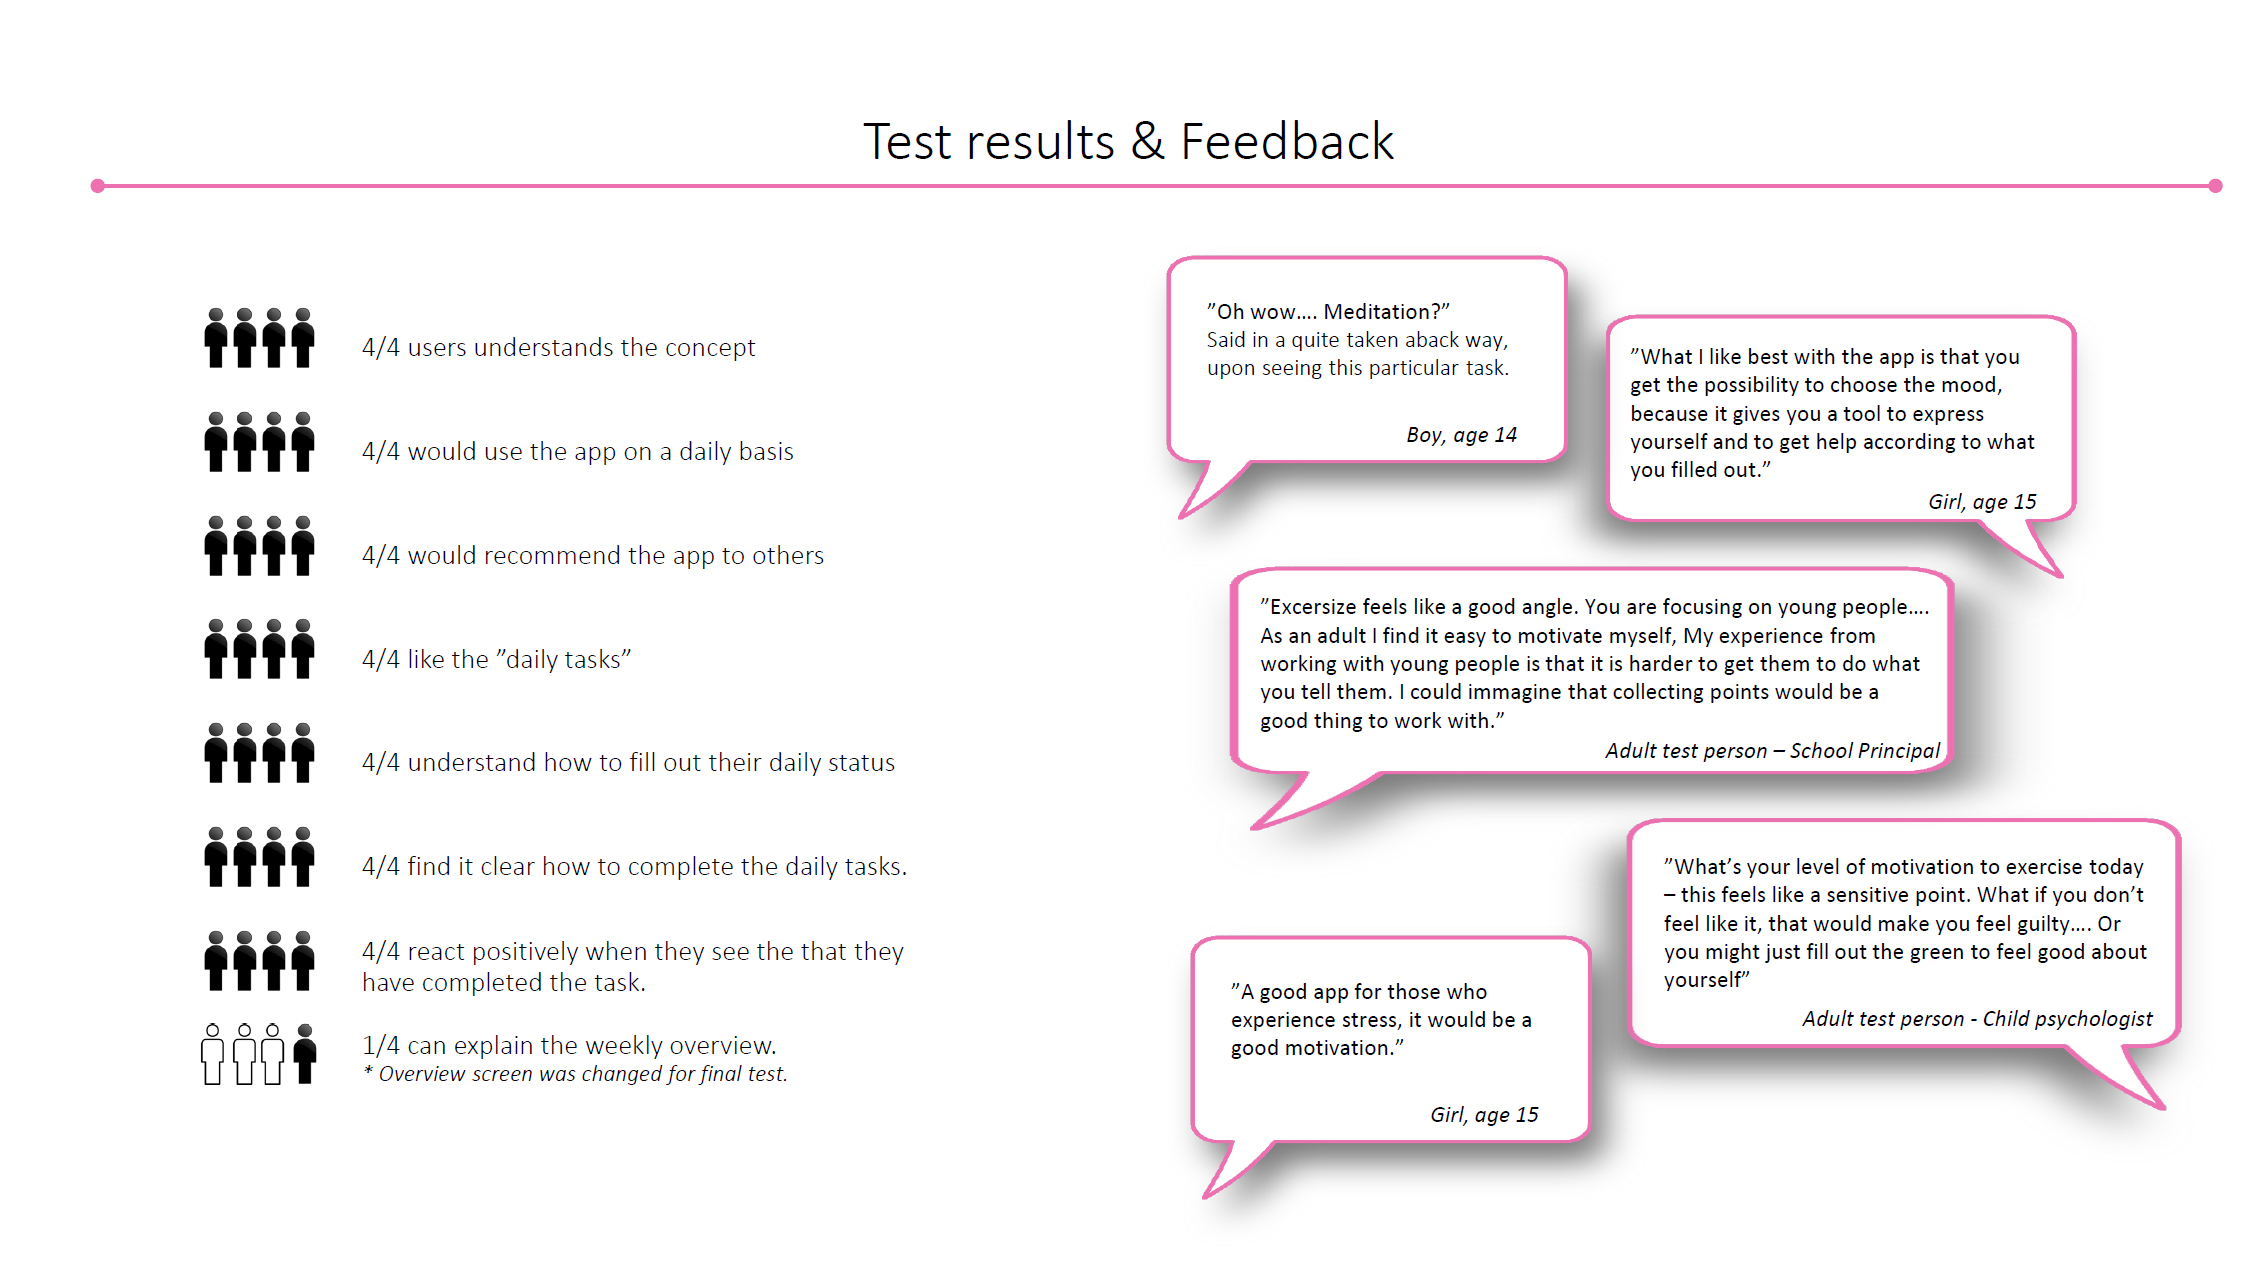 Test results & Feedback
4/4 users understands the concept
4/4 would use the app on a daily basis
4/4 would recommend the app to others
4/4 like the ”daily tasks”
4/4 understand how to fill out their daily status
4/4 find it clear how to complete the daily tasks.
4/4 react positively when they see the that they
have completed the task.
1/4 can explain the weekly overview.
* Overview screen was changed for final test.
”Oh wow.... Meditation?”
Said in a quite taken aback way,
upon seeing this particular task.
Boy, age 14
”What I like best with the app is that you
get the possibility to choose the mood,
because it gives you a tool to express
yourself and to get help according to what
you filled out.”
Girl, age 15
”Excersize feels like a good angle. You are focusing on young people....
As an adult I find it easy to motivate myself, My experience from
working with young people is that it is harder to get them to do what
you tell them. I could immagine that collecting points would be a
good thing to work with.”
Adult test person – School Principal
”What’s your level of motivation to exercise today
– this feels like a sensitive point. What if you don’t
feel like it, that would make you feel guilty.... Or
you might just fill out the green to feel good about
yourself”
Adult test person - Child psychologist
”A good app for those who
experience stress, it would be a
good motivation.”
Girl, age 15